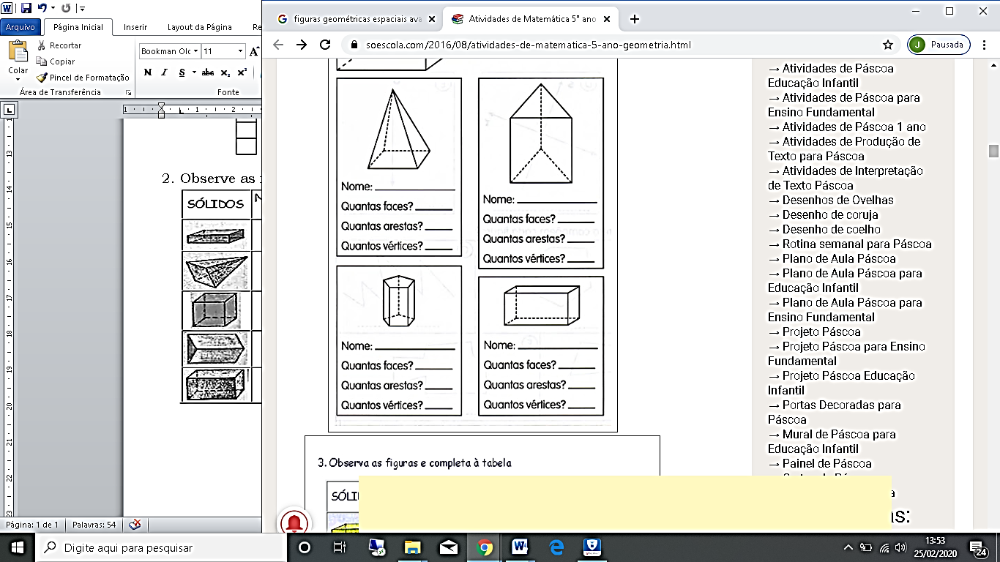 figuras geométricas espaciais ava
Atividades de Matemática 5° ano
Arquivo
Página Inicial
Inserir
Layout da Página
Re
soescola.com/2016/08/atividades-de-matematica-5-ano-geometria.html
J Pausada
Colar
Recortar
Copiar
Pincel de Formatação
Área de Transferência
Bookman Olc 11
N I S abc x₂ x²
Fonte
2. Observe as
SÓLIDOS
Nome:
Quantas faces?
Quantas arestas?
Quantos vértices?
Nome:
Quantas faces?
Quantas arestas?
Quantos vértices?
Nome:
Quantas faces?
Quantas arestas?
Quantos vértices?
Nome:
Quantas faces?
Quantas arestas?
Quantos vértices?
3. Observa as figuras e completa à tabela
SÓLI
→ Atividades de Páscoa
Educação Infantil
→ Atividades de Páscoa para
Ensino Fundamental
→ Atividades de Páscoa 1 ano
→ Atividades de Produção de
Texto para Páscoa
→ Atividades de Interpretação
de Texto Páscoa
→ Desenhos de Ovelhas
→ Desenho de coruja
→ Desenho de coelho
→ Rotina semanal para Páscoa
→ Plano de Aula Páscoa
→ Plano de Aula Páscoa para
Educação Infantil
→ Plano de Aula Páscoa para
Ensino Fundamental
→ Projeto Páscoa
→ Projeto Páscoa para Ensino
Fundamental
→ Projeto Páscoa Educação
Infantil
→ Portas Decoradas para
Páscoa
→ Mural de Páscoa para
Educação Infantil
→ Painel de Páscoa
as:
Página: 1 de 1
Palavras: 54
Digite aqui para pesquisar
13:53
25/02/2020
24